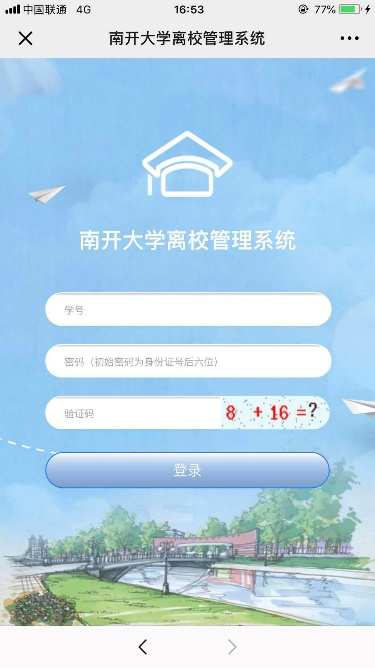 中国联通 4G 16:53 77%
南开大学离校管理系统
南开大学离校管理系统
学号
密码（初始密码为身份证号后六位）
验证码 8 + 16 = ?
登录